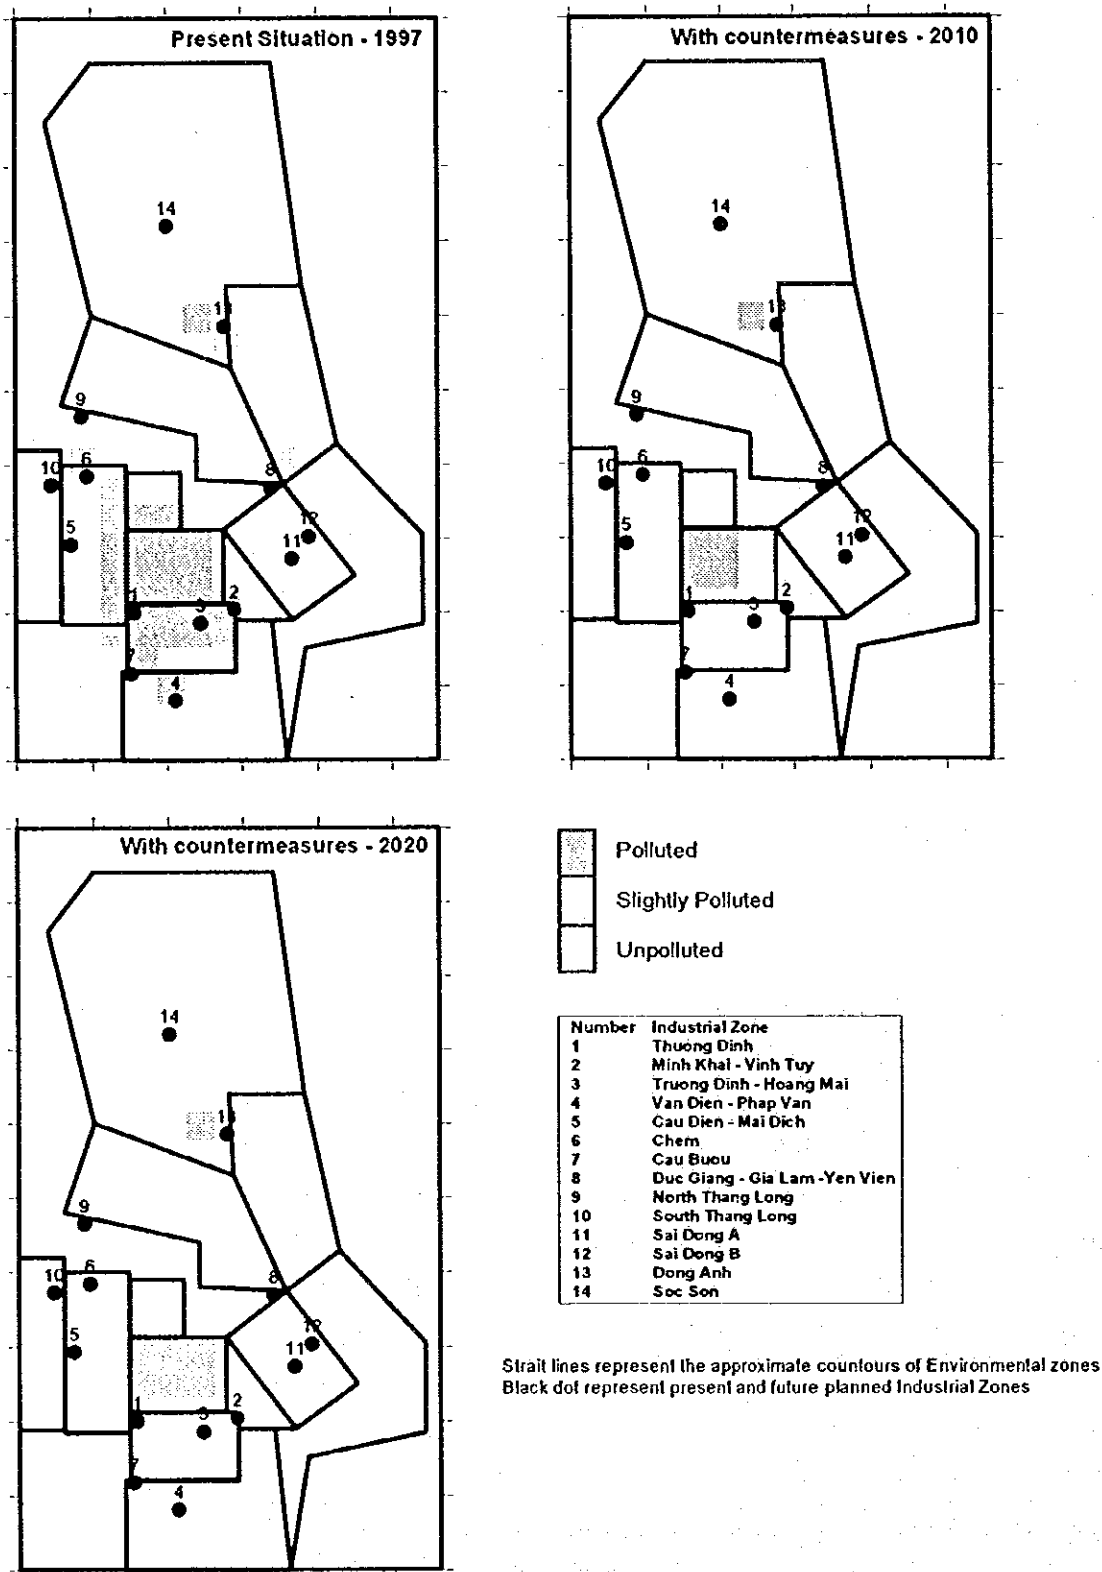 Present Situation - 1997
14
13
9
10
6
8
5
12
11
1
3
2
7
4
With countermeasures - 2010
14
13
9
10
6
8
5
12
11
1
3
2
7
4
With countermeasures - 2020
14
13
9
10
6
8
5
12
11
1
3
2
7
4
Polluted
Slightly Polluted
Unpolluted
Number Industrial Zone
1 Thuong Dinh
2 Minh Khai - Vinh Tuy
3 Truong Dinh - Hoang Mai
4 Van Dien - Phap Van
5 Cau Dien - Mai Dich
6 Chem
7 Cau Buou
8 Duc Giang - Gia Lam -Yen Vien
9 North Thang Long
10 South Thang Long
11 Sai Dong A
12 Sai Dong B
13 Dong Anh
14 Soc Son
Strait lines represent the approximate countours of Environmental zones
Black dot represent present and future planned Industrial Zones